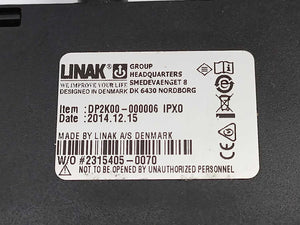 LINAK GROUP
HEADQUARTERS
WE IMPROVE YOUR LIFE SMEDEVAENGET 8
DESIGNED IN DENMARK DK 6430 NORDBORG
Item :DP2K00-000006 IPX0
Date :2014.12.15
MADE BY LINAK A/S DENMARK
W/O #2315405-0070
NOT TO BE OPENED BY UNAUTHORIZED PERSONNEL